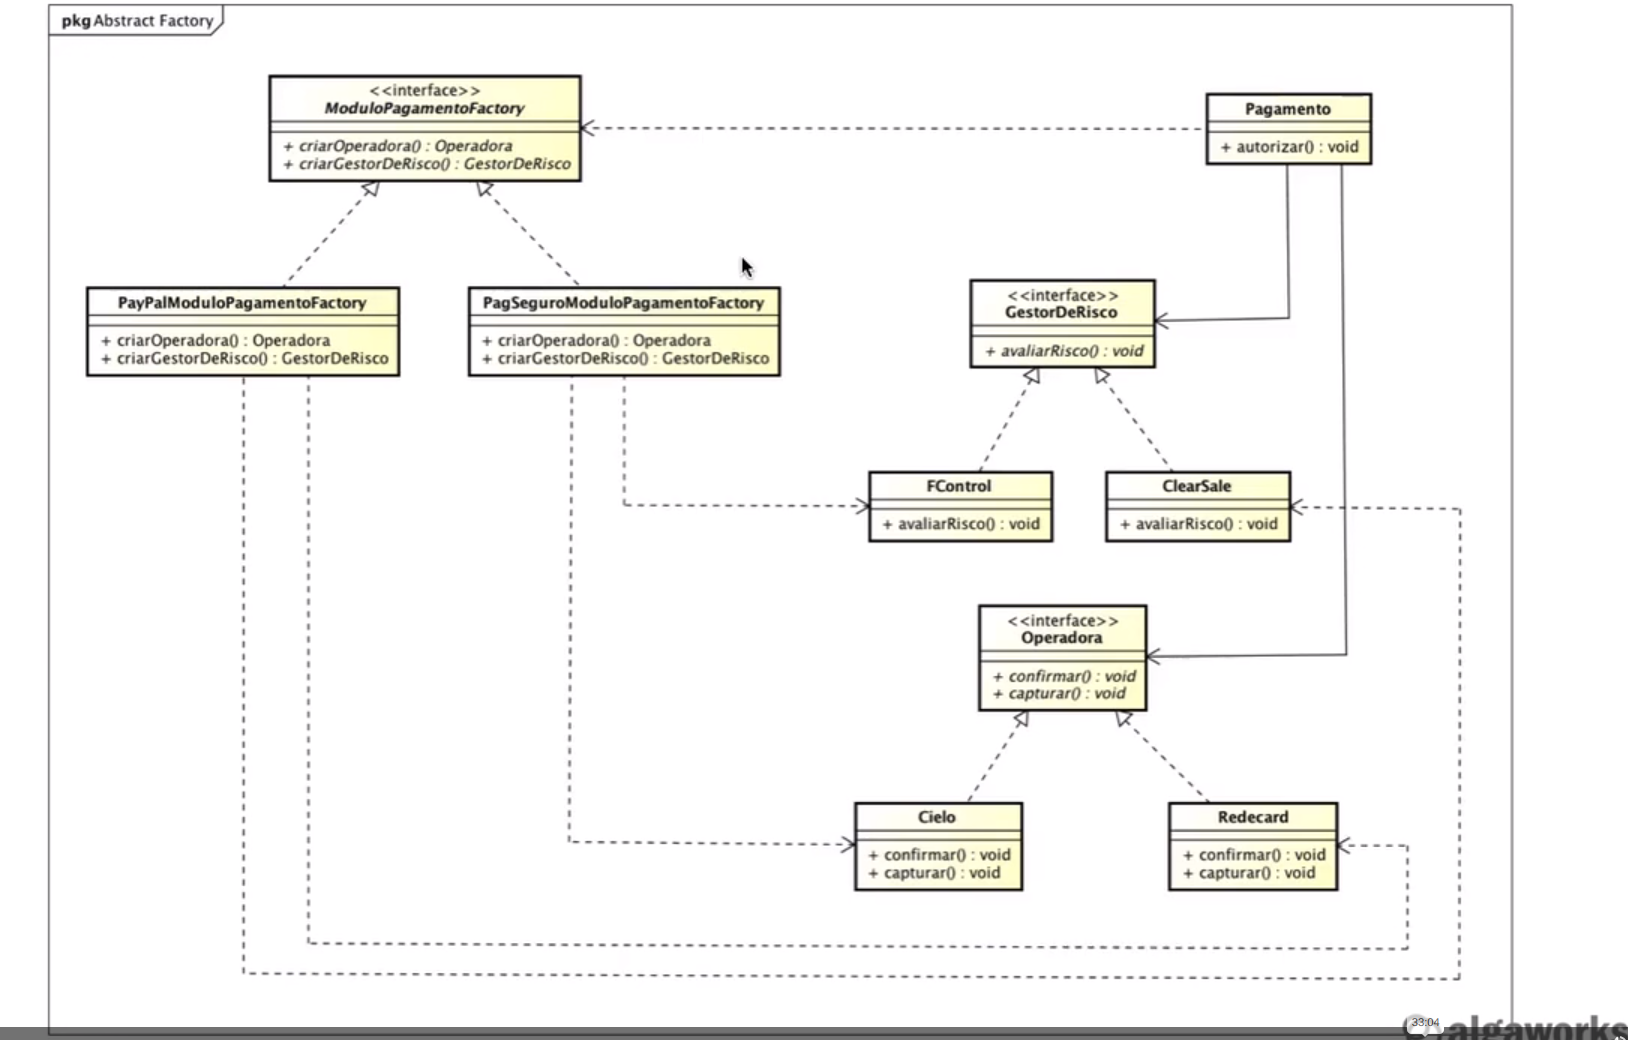 pkg Abstract Factory
<<interface>>
ModuloPagamentoFactory
+ criarOperadora() : Operadora
+ criarGestorDeRisco() : GestorDeRisco
Pagamento
+ autorizar() : void
PayPalModuloPagamentoFactory
+ criarOperadora() : Operadora
+ criarGestorDeRisco() : GestorDeRisco
PagSeguroModuloPagamentoFactory
+ criarOperadora() : Operadora
+ criarGestorDeRisco() : GestorDeRisco
<<interface>>
GestorDeRisco
+ avaliarRisco() : void
FControl
+ avaliarRisco() : void
ClearSale
+ avaliarRisco() : void
<<interface>>
Operadora
+ confirmar() : void
+ capturar() : void
Cielo
+ confirmar() : void
+ capturar() : void
Redecard
+ confirmar() : void
+ capturar() : void
33:04
algaworks